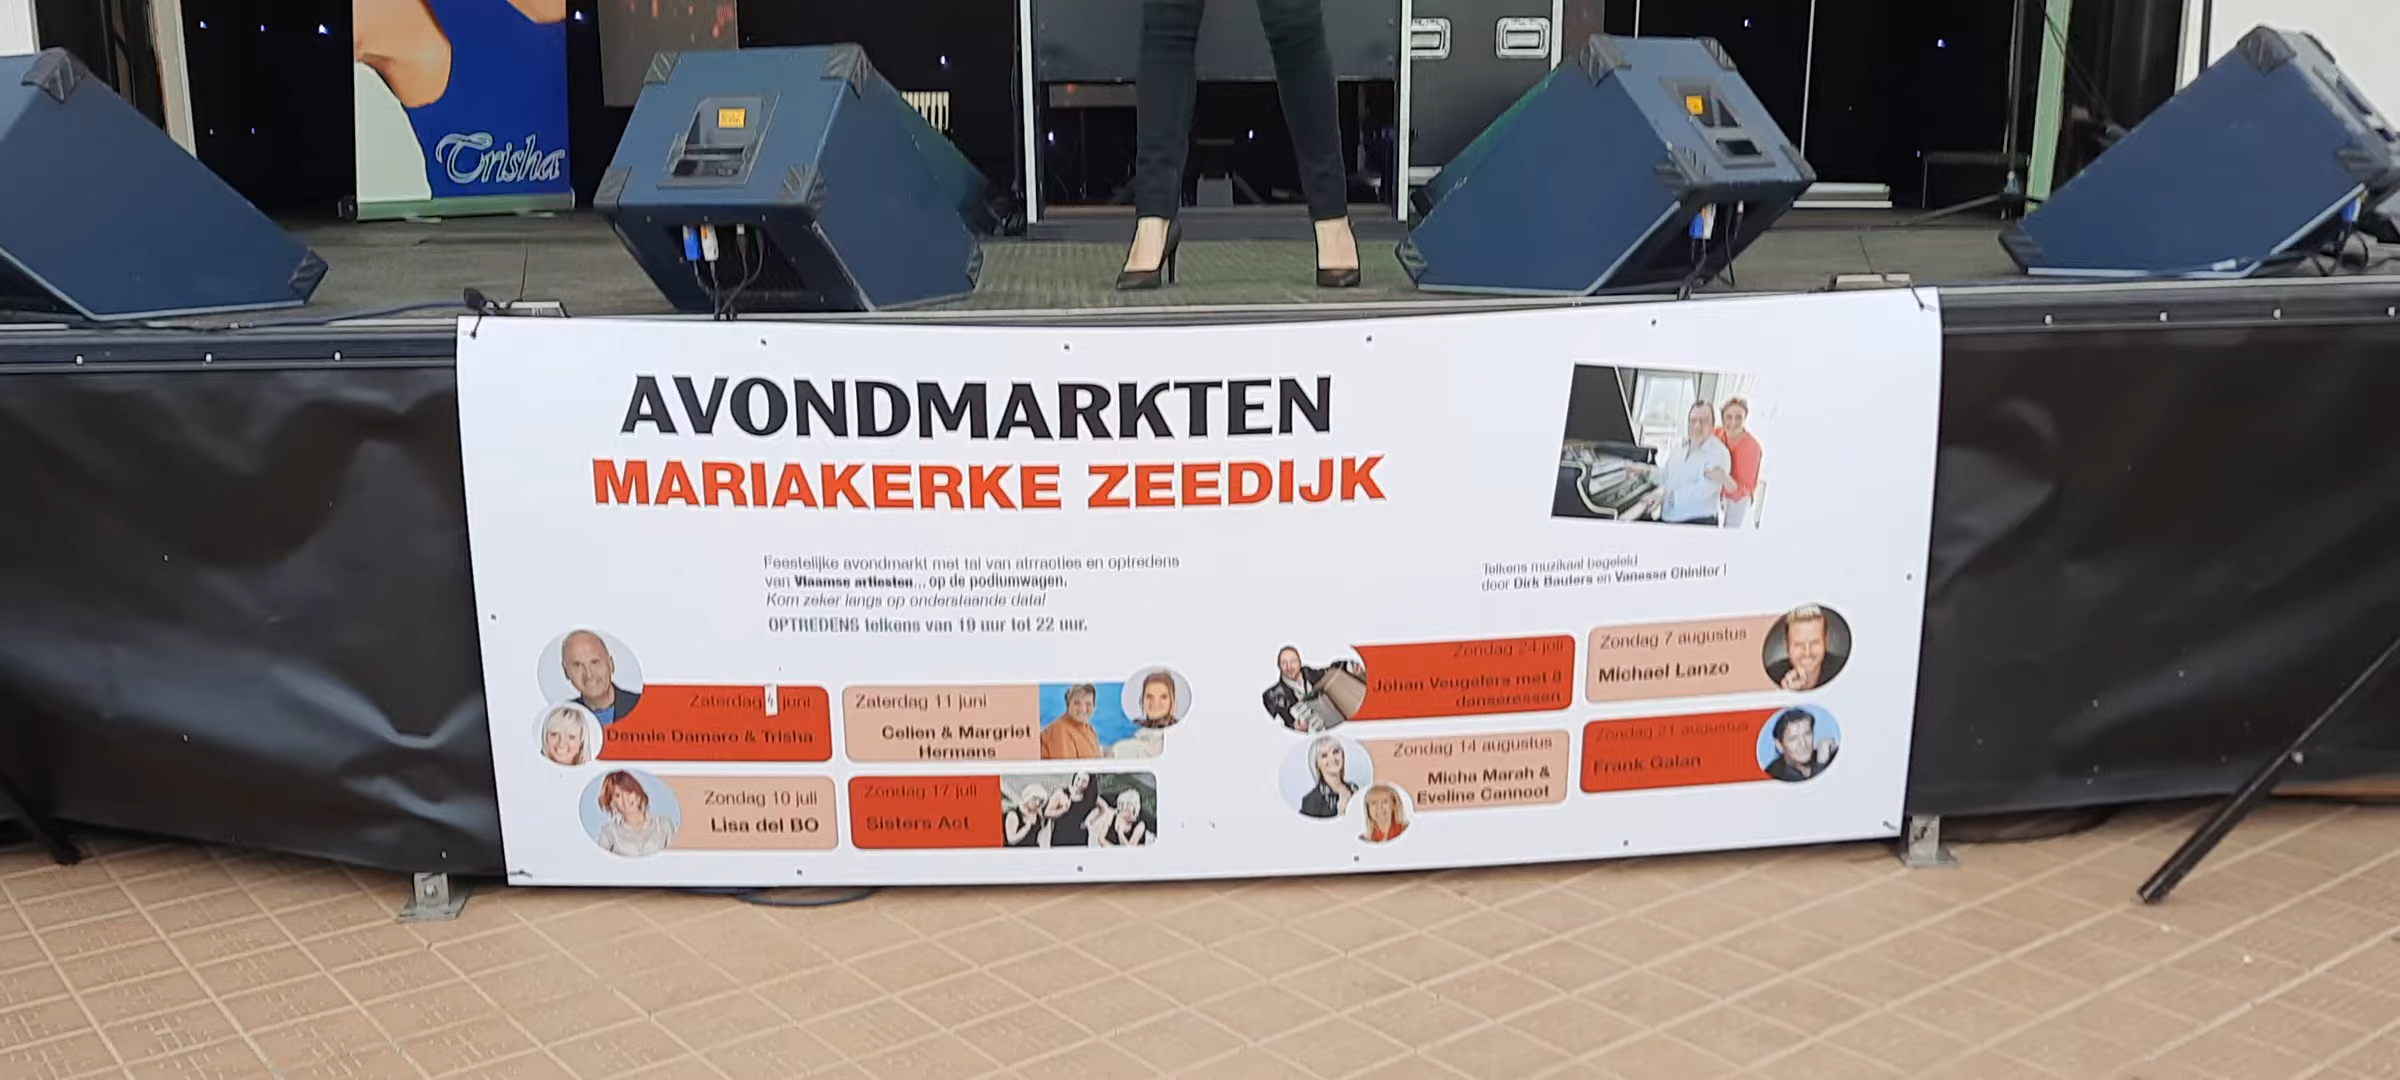 Trisha
AVONDMARKTEN
MARIAKERKE ZEEDIJK
Feestelijke avondmarkt met tal van atrracties en optredens
van Vlaamse artiesten... op de podiumwagen.
Kom zeker langs op onderstaande data!
OPTREDENS telkens van 19 uur tot 22 uur.
Telkens muzikaal begeleid
door Dirk Bauters en Vanessa Chinitor !
Zaterdag 4 juni
Dennis Damaro & Trisha
Zaterdag 11 juni
Celien & Margriet
Hermans
Zondag 10 juli
Lisa del BO
Zondag 17 juli
Sisters Act
Zondag 24 juli
Johan Veugelers met 8
danseressen
Zondag 7 augustus
Michael Lanzo
Zondag 14 augustus
Micha Marah &
Eveline Cannoot
Zondag 21 augustus
Frank Galan